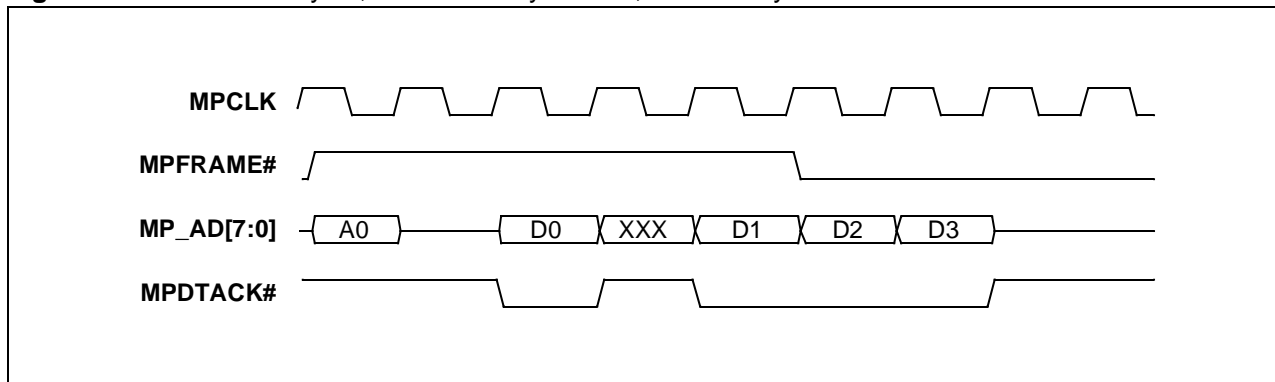 MPCLK
MPFRAME#
MP_AD[7:0] A0 D0 XXX D1 D2 D3
MPDTACK#